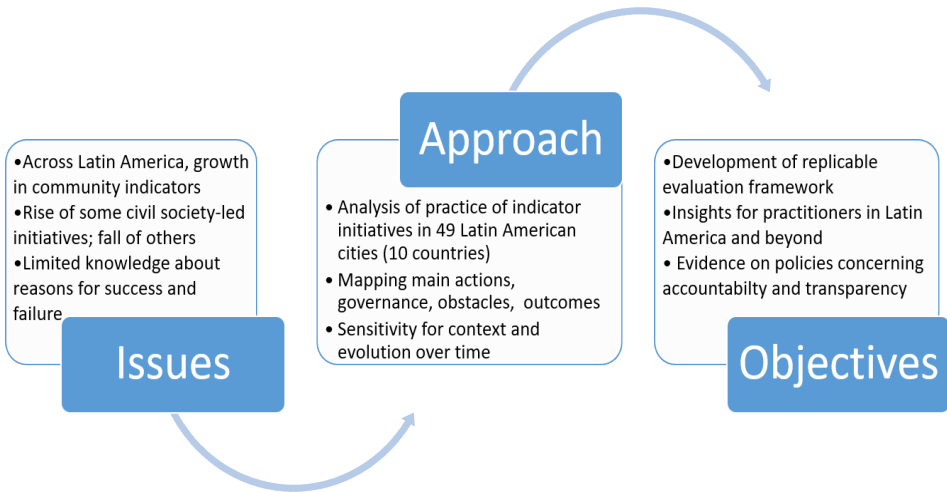 •Across Latin America, growth
in community indicators
•Rise of some civil society-led
initiatives; fall of others
•Limited knowledge about
reasons for success and
failure
Issues
Approach
• Analysis of practice of indicator
initiatives in 49 Latin American
cities (10 countries)
• Mapping main actions,
governance, obstacles, outcomes
• Sensitivity for context and
evolution over time
•Development of replicable
evaluation framework
•Insights for practitioners in Latin
America and beyond
• Evidence on policies concerning
accountabilty and transparency
Objectives